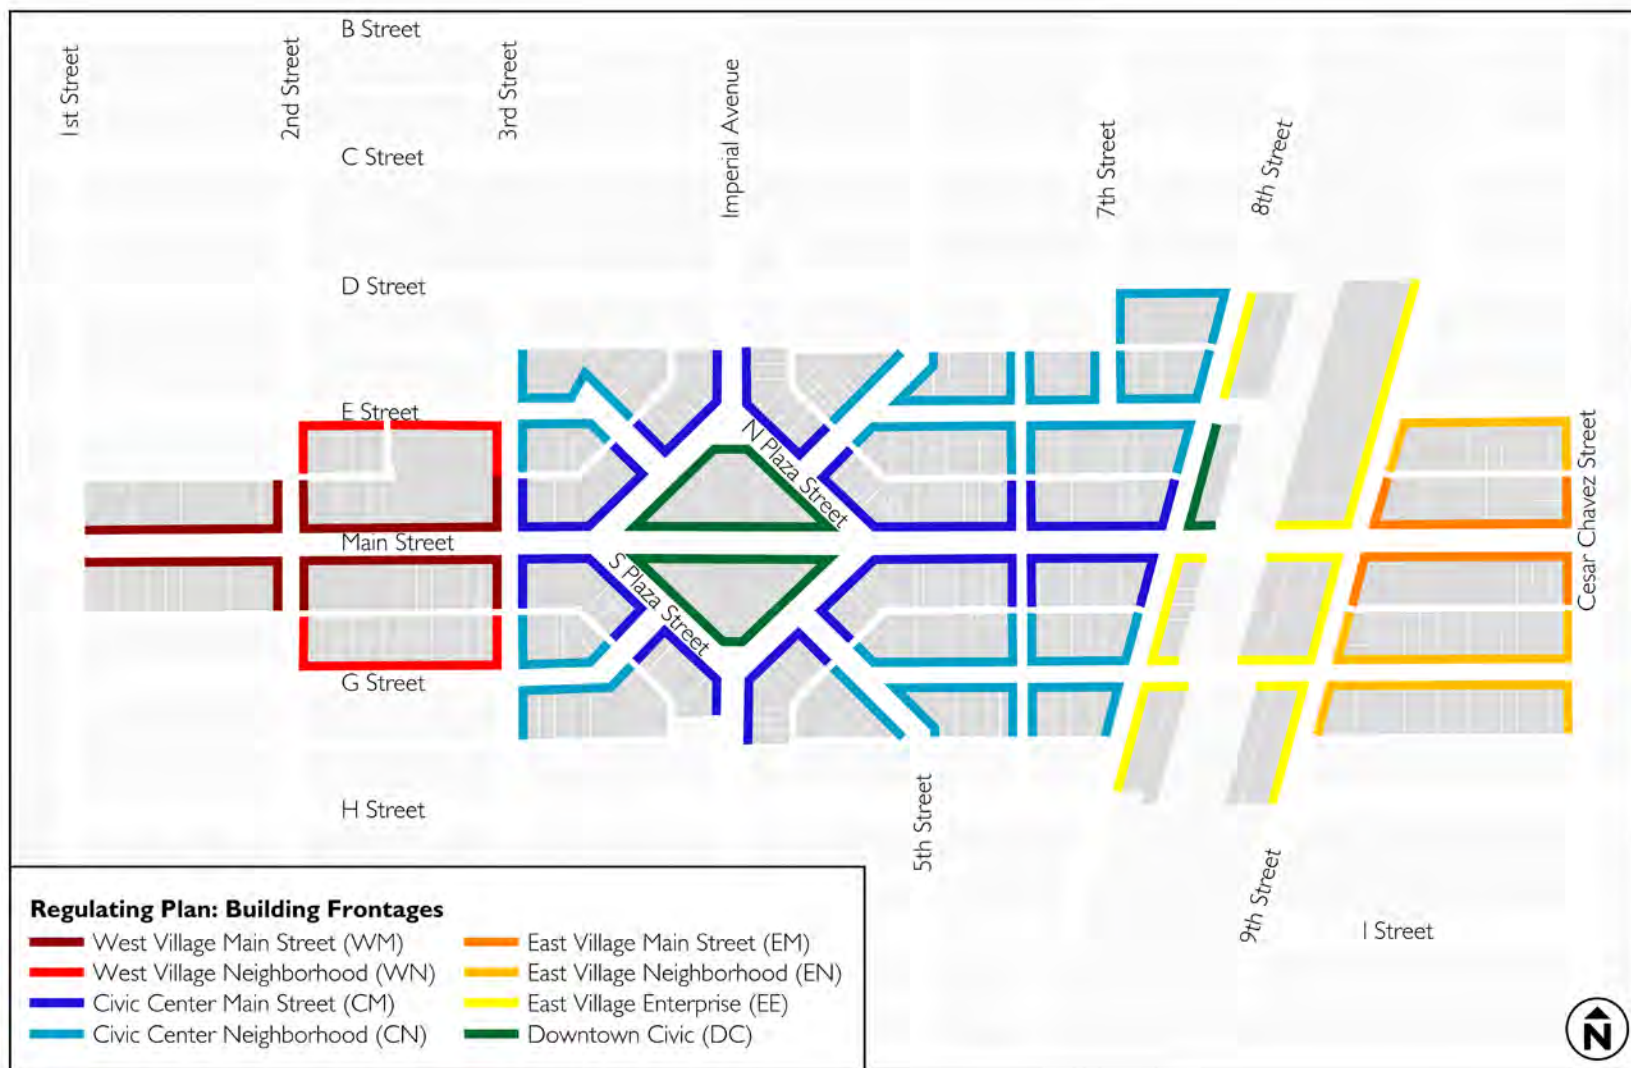 B Street
1st Street
2nd Street
3rd Street
Imperial Avenue
7th Street
8th Street
C Street
D Street
E Street
N Plaza Street
Cesar Chavez Street
Main Street
S Plaza Street
G Street
H Street
5th Street
9th Street
I Street
Regulating Plan: Building Frontages
West Village Main Street (WM)
West Village Neighborhood (WN)
Civic Center Main Street (CM)
Civic Center Neighborhood (CN)
East Village Main Street (EM)
East Village Neighborhood (EN)
East Village Enterprise (EE)
Downtown Civic (DC)
N